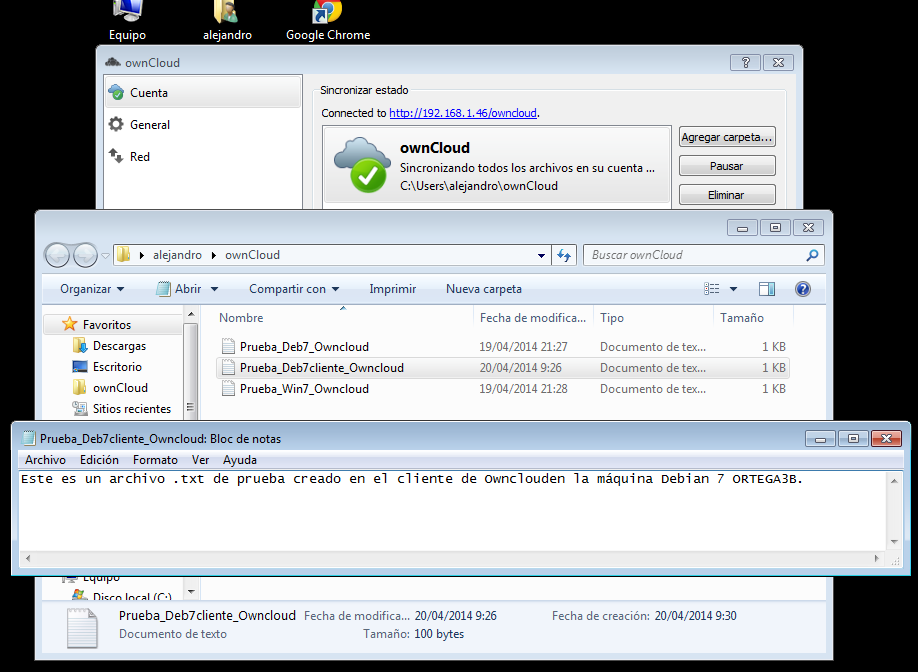 Equipo
alejandro
Google Chrome
ownCloud
?
Cuenta
General
Red
Sincronizar estado
Connected to http://192.168.1.46/owncloud.
ownCloud
Sincronizando todos los archivos en su cuenta ...
C:\Users\alejandro\ownCloud
Agregar carpeta...
Pausar
Eliminar
alejandro
ownCloud
Buscar ownCloud
Organizar
Abrir
Compartir con
Imprimir
Nueva carpeta
?
Favoritos
Descargas
Escritorio
ownCloud
Sitios recientes
Nombre Fecha de modifica... Tipo Tamaño
Prueba_Deb7_Owncloud 19/04/2014 21:27 Documento de tex... 1 KB
Prueba_Deb7cliente_Owncloud 20/04/2014 9:26 Documento de tex... 1 KB
Prueba_Win7_Owncloud 19/04/2014 21:28 Documento de tex... 1 KB
Prueba_Deb7cliente_Owncloud: Bloc de notas
Archivo Edición Formato Ver Ayuda
Este es un archivo .txt de prueba creado en el cliente de Ownclouden la máquina Debian 7 ORTEGA3B.
Equipo
Disco local (C:)
Prueba_Deb7cliente_Owncloud Fecha de modifica... 20/04/2014 9:26 Fecha de creación: 20/04/2014 9:30
Documento de texto Tamaño: 100 bytes